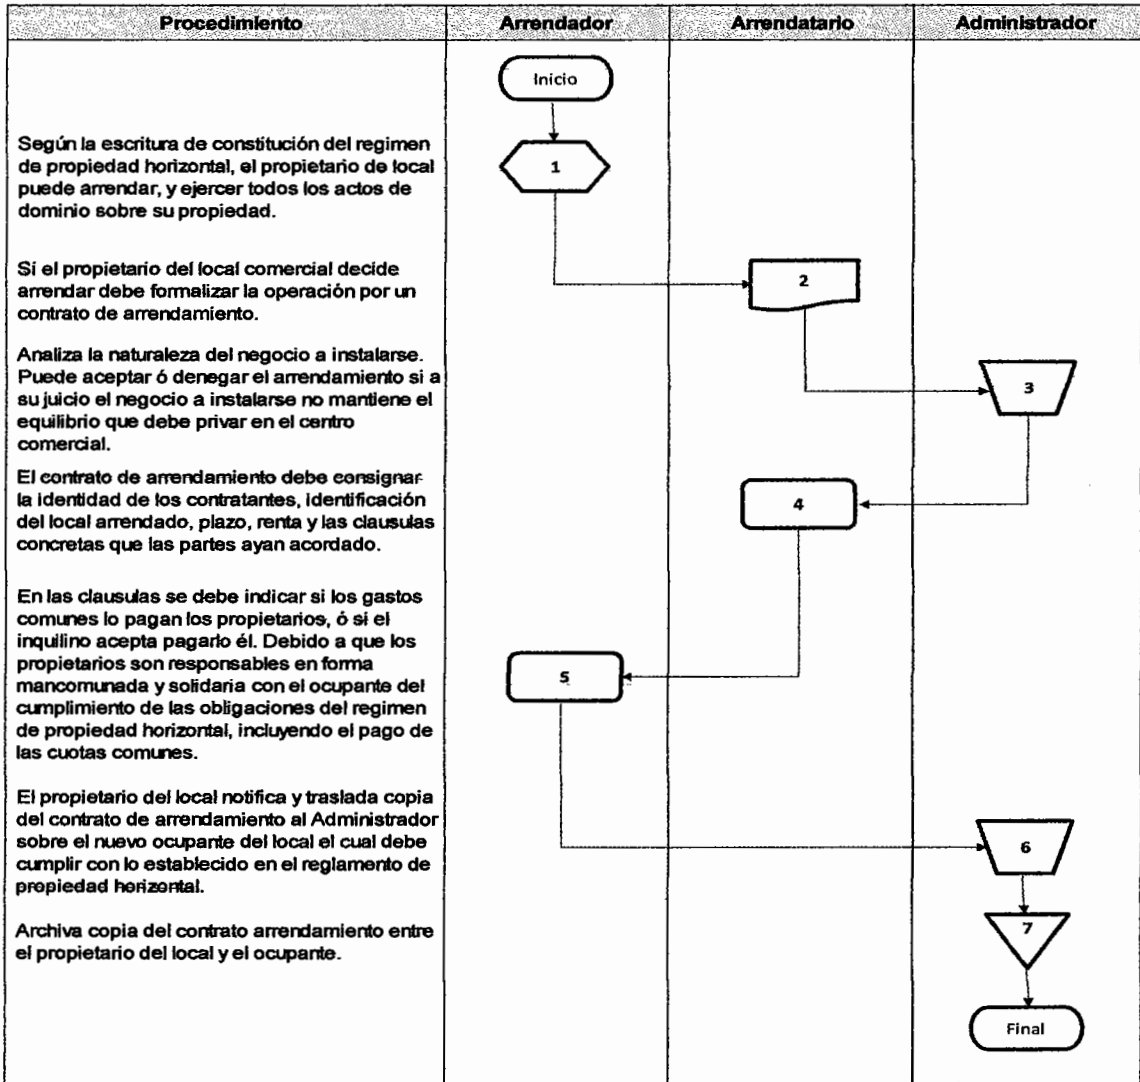 Procedimiento Arrendador Arrendatario Administrador
Inicio
Según la escritura de constitución del regimen
de propiedad horizontal, el propietario de local
puede arrendar, y ejercer todos los actos de
dominio sobre su propiedad.
1
Si el propietario del local comercial decide
arrendar debe formalizar la operación por un
contrato de arrendamiento.
2
Analiza la naturaleza del negocio a instalarse.
Puede aceptar ó denegar el arrendamiento si a
su juicio el negocio a instalarse no mantiene el
equilibrio que debe privar en el centro
comercial.
3
El contrato de arrendamiento debe consignar
la identidad de los contratantes, identificación
del local arrendado, plazo, renta y las clausulas
concretas que las partes ayan acordado.
4
En las clausulas se debe indicar si los gastos
comunes lo pagan los propietarios, ó si el
inquilino acepta pagarlo él. Debido a que los
propietarios son responsables en forma
mancomunada y solidaria con el ocupante del
cumplimiento de las obligaciones del regimen
de propiedad horizontal, incluyendo el pago de
las cuotas comunes.
5
El propietario del local notifica y traslada copia
del contrato de arrendamiento al Administrador
sobre el nuevo ocupante del local el cual debe
cumplir con lo establecido en el reglamento de
propiedad horizontal.
6
Archiva copia del contrato arrendamiento entre
el propietario del local y el ocupante.
7
Final